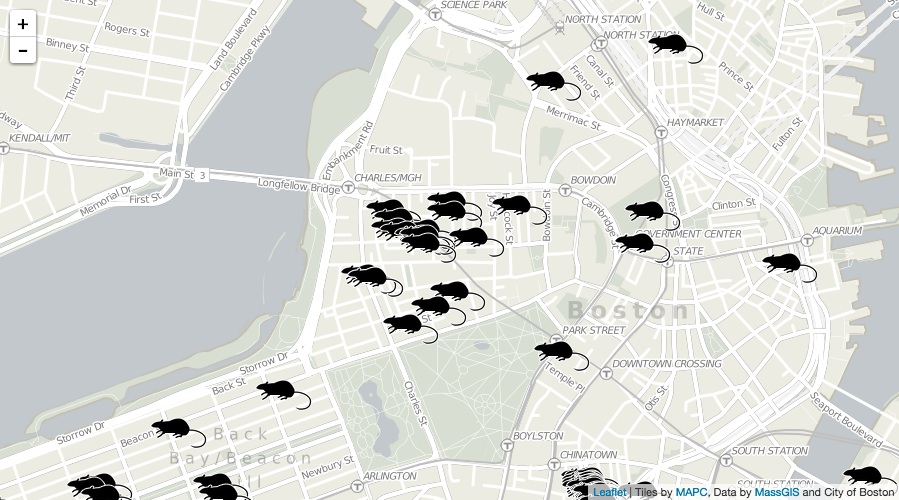 +
−
SCIENCE PARK
NORTH STATION
NORTH STATION
Hull St
Rogers St
Binney St
Land Boulevard
Cambridge Pkwy
Third St
Canal St
Friend St
Prince St
Merrimac St
HAYMARKET
Fulton St
KENDALL/MIT
Embankment Rd
Fruit St
Main St
3
Longfellow Bridge
CHARLES/MGH
BOWDOIN
Memorial Dr
First St
Bowdoin St
Cambridge St
Clinton St
GOVERNMENT CENTER
STATE
AQUARIUM
Boston
PARK STREET
DOWNTOWN CROSSING
Temple Pl
Otis St
Storrow Dr
Back St
Charles St
Storrow Dr
Beacon
Back
Bay/Beacon
Newbury St
BOYLSTON
CHINATOWN
ARLINGTON
SOUTH STATION
SOUTH STATION
Seaport Boulevard
Leaflet | Tiles by MAPC, Data by MassGIS and City of Boston